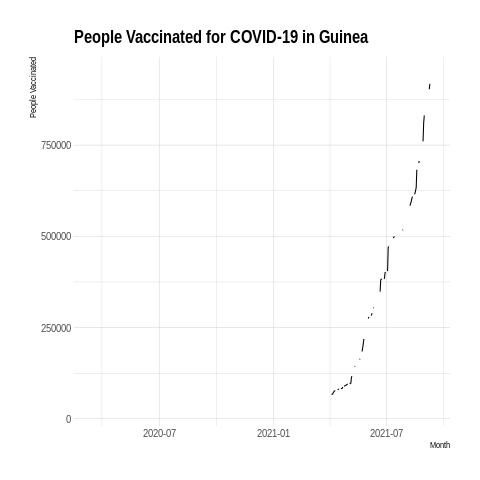 People Vaccinated for COVID-19 in Guinea
People Vaccinated
750000
500000
250000
0
2020-07 2021-01 2021-07
Month